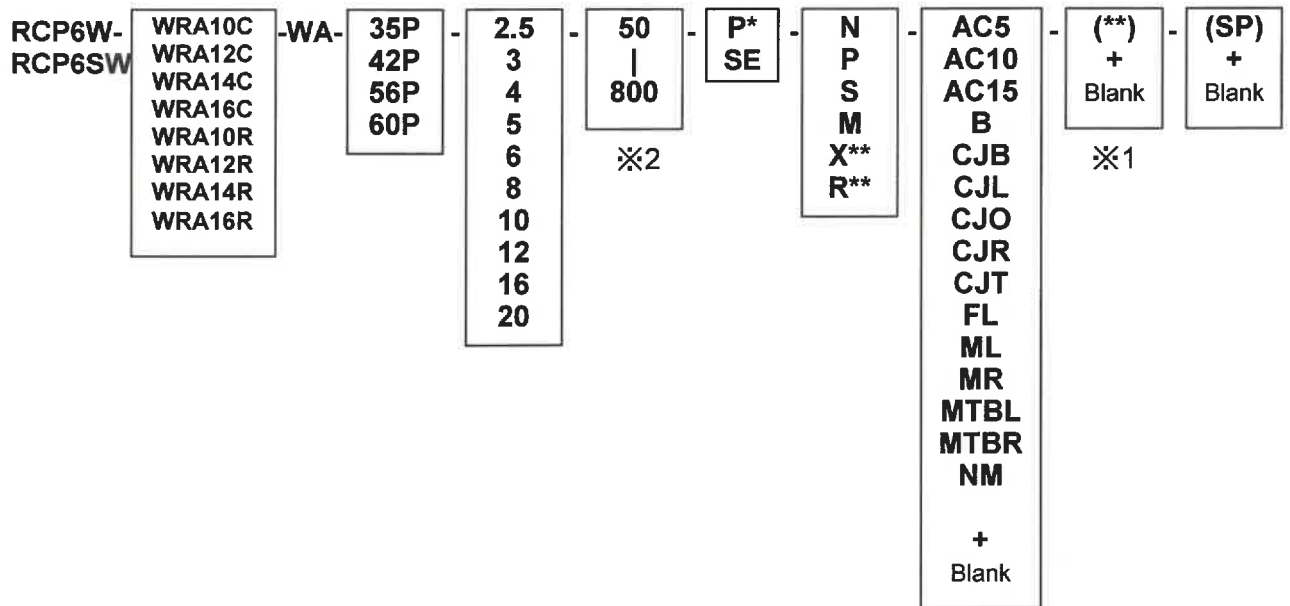 RCP6W- WRA10C -WA- 35P - 2.5 - 50 - P* - N - AC5 - (**) - (SP)
RCP6SW WRA12C 42P 3 | SE P AC10 + +
WRA14C 56P 4 800 S AC15 Blank Blank
WRA16C 60P 5 M B
WRA10R 6 ※2 X** CJB ※1
WRA12R 8 R** CJL
WRA14R 10 CJO
WRA16R 12 CJR
16 CJT
20 FL
ML
MR
MTBL
MTBR
NM
+
Blank